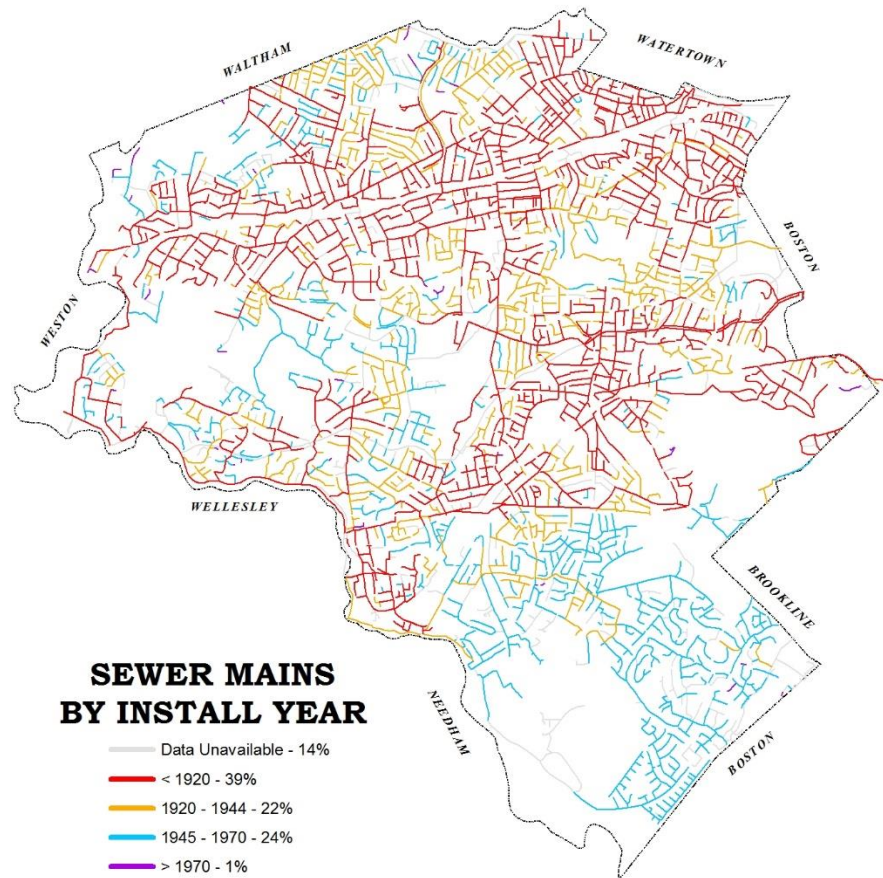 WALTHAM
WATERTOWN
BOSTON
WESTON
WELLESLEY
BROOKLINE
NEEDHAM
BOSTON
SEWER MAINS
BY INSTALL YEAR
Data Unavailable - 14%
< 1920 - 39%
1920 - 1944 - 22%
1945 - 1970 - 24%
> 1970 - 1%